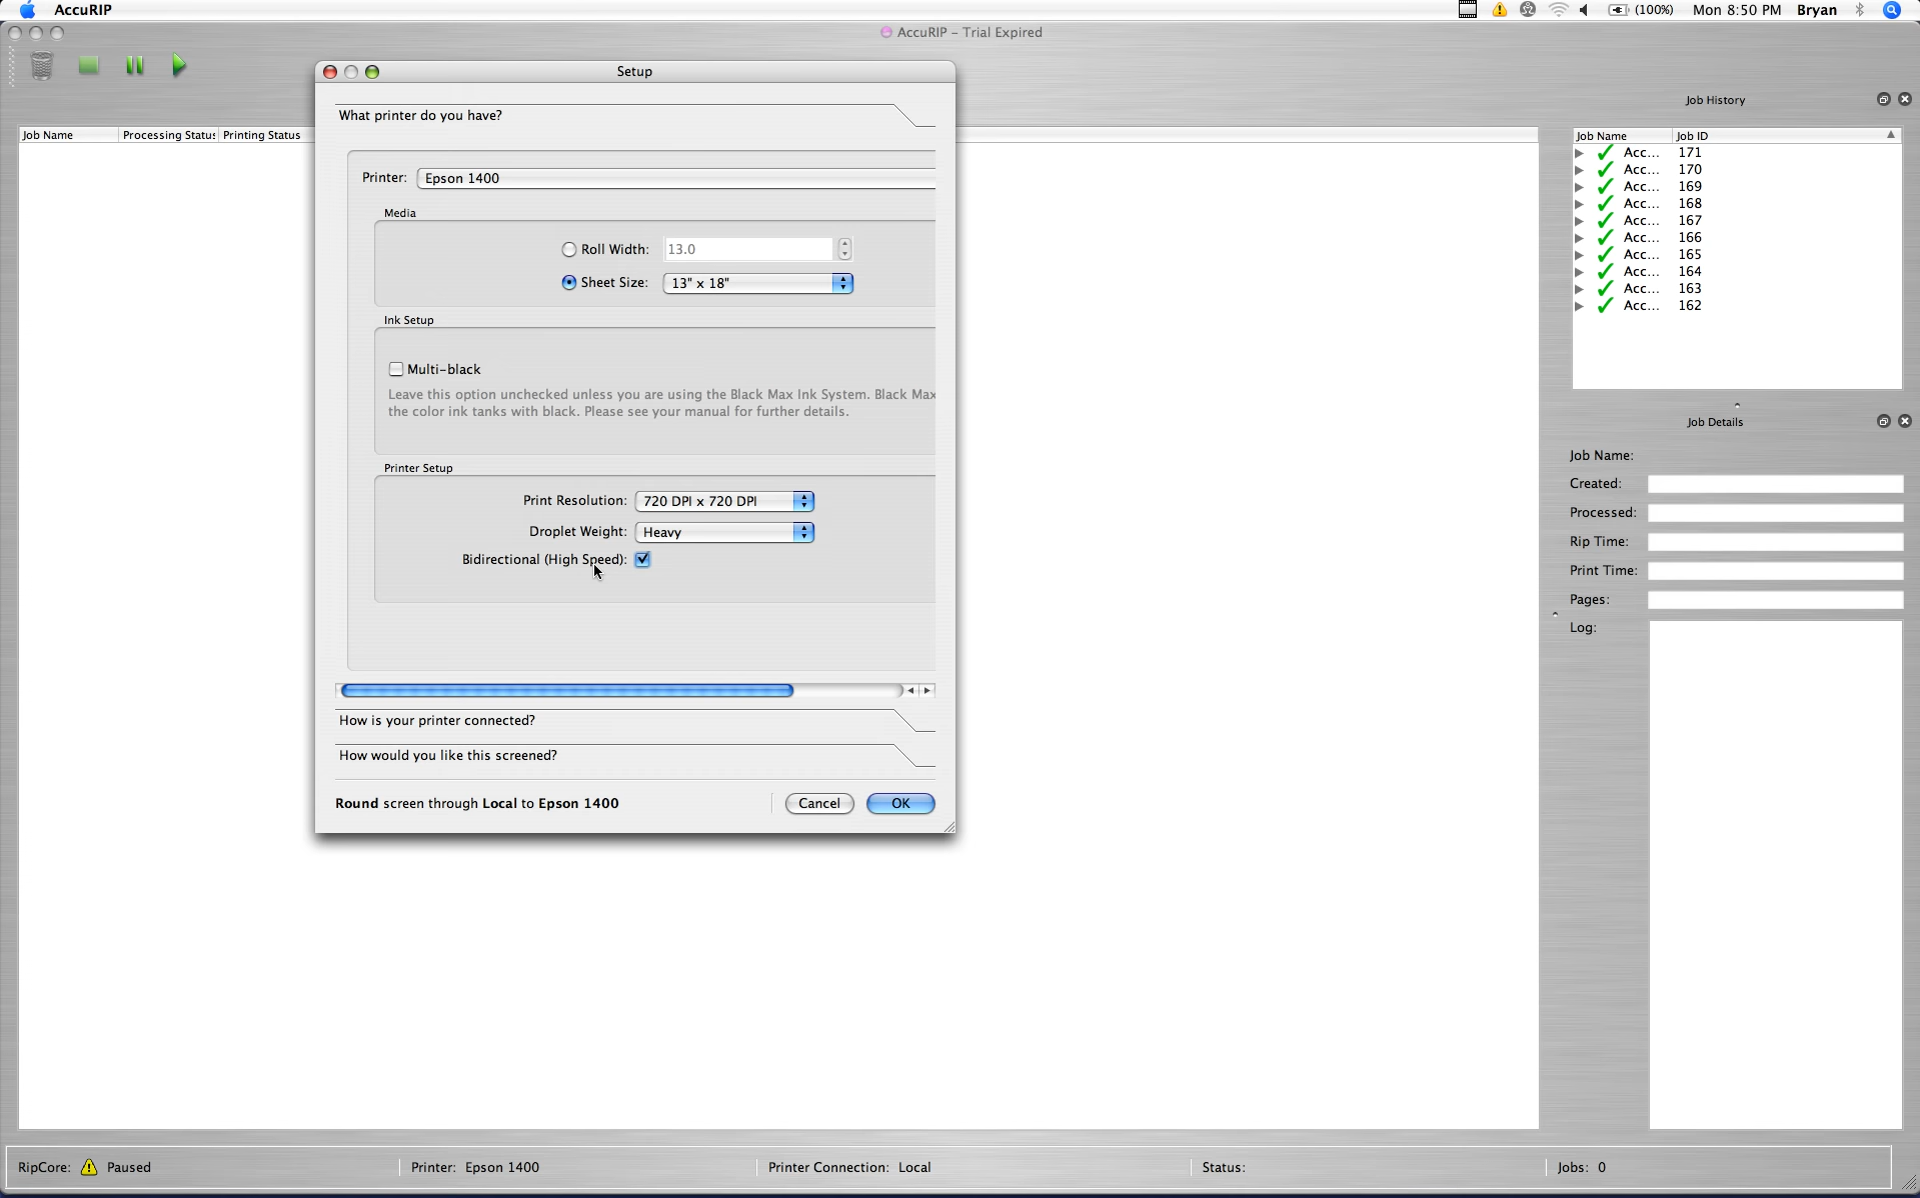 AccuRIP
(100%) Mon 8:50 PM Bryan
AccuRIP – Trial Expired
Setup
What printer do you have?
Printer: Epson 1400
Media
Roll Width: 13.0
Sheet Size: 13" x 18"
Ink Setup
Multi-black
Leave this option unchecked unless you are using the Black Max Ink System. Black Max
the color ink tanks with black. Please see your manual for further details.
Printer Setup
Print Resolution: 720 DPI x 720 DPI
Droplet Weight: Heavy
Bidirectional (High Speed):
How is your printer connected?
How would you like this screened?
Round screen through Local to Epson 1400
Cancel OK
Job Name Processing Status Printing Status
Job History
Job Name Job ID
Acc... 171
Acc... 170
Acc... 169
Acc... 168
Acc... 167
Acc... 166
Acc... 165
Acc... 164
Acc... 163
Acc... 162
Job Details
Job Name:
Created:
Processed:
Rip Time:
Print Time:
Pages:
Log:
RipCore: Paused Printer: Epson 1400 Printer Connection: Local Status: Jobs: 0